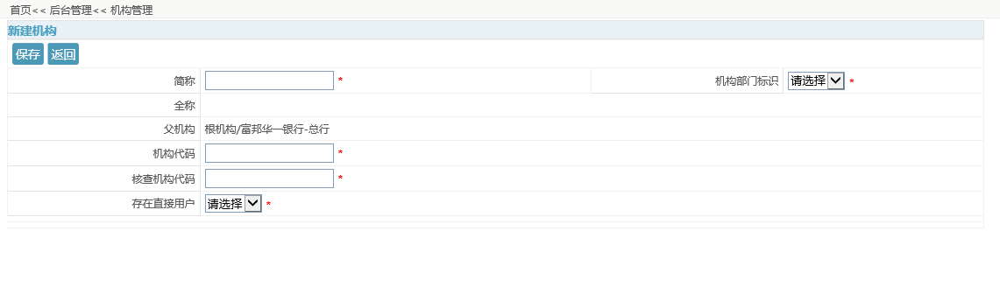 首页<< 后台管理<< 机构管理
新建机构
保存 返回
简称 * 机构部门标识 请选择 *
全称
父机构 根机构/富邦华一银行-总行
机构代码 *
核查机构代码 *
存在直接用户 请选择 *